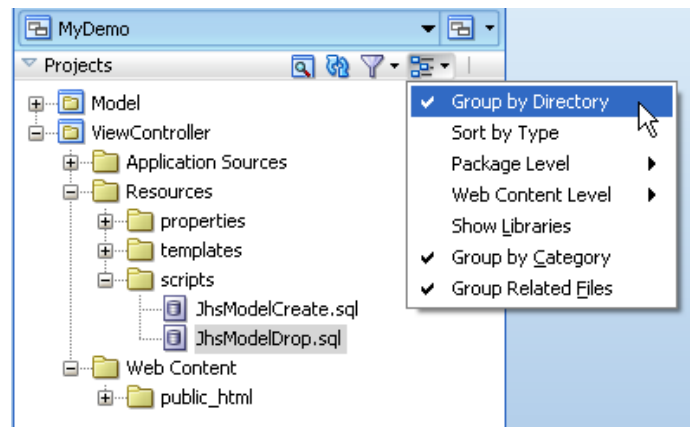 MyDemo
Projects
Model
ViewController
Application Sources
Resources
properties
templates
scripts
JhsModelCreate.sql
JhsModelDrop.sql
Web Content
public_html
Group by Directory
Sort by Type
Package Level
Web Content Level
Show Libraries
Group by Category
Group Related Files